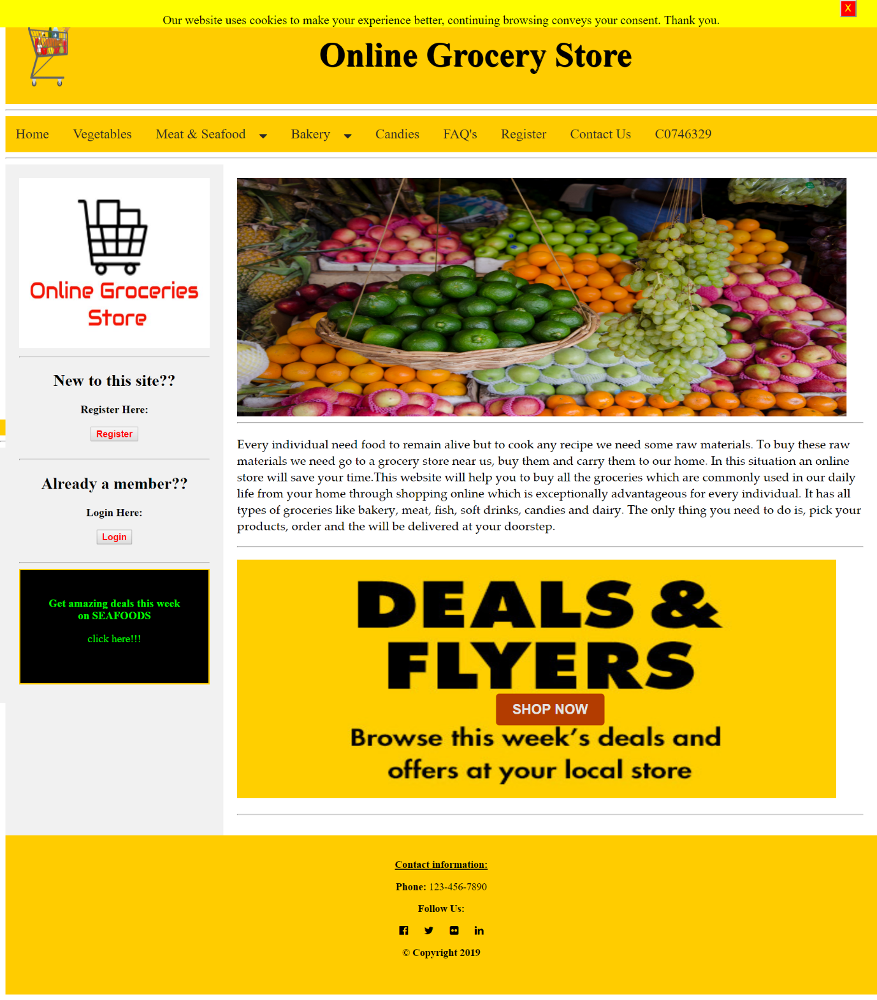 Our website uses cookies to make your experience better, continuing browsing conveys your consent. Thank you.
X
Online Grocery Store
Home Vegetables Meat & Seafood Bakery Candies FAQ's Register Contact Us C0746329
Online Groceries
Store
New to this site??
Register Here:
Register
Already a member??
Login Here:
Login
Get amazing deals this week
on SEAFOODS
click here!!!
Every individual need food to remain alive but to cook any recipe we need some raw materials. To buy these raw
materials we need go to a grocery store near us, buy them and carry them to our home. In this situation an online
store will save your time.This website will help you to buy all the groceries which are commonly used in our daily
life from your home through shopping online which is exceptionally advantageous for every individual. It has all
types of groceries like bakery, meat, fish, soft drinks, candies and dairy. The only thing you need to do is, pick your
products, order and the will be delivered at your doorstep.
DEALS &
FLYERS
SHOP NOW
Browse this week's deals and
offers at your local store
Contact information:
Phone: 123-456-7890
Follow Us:
© Copyright 2019